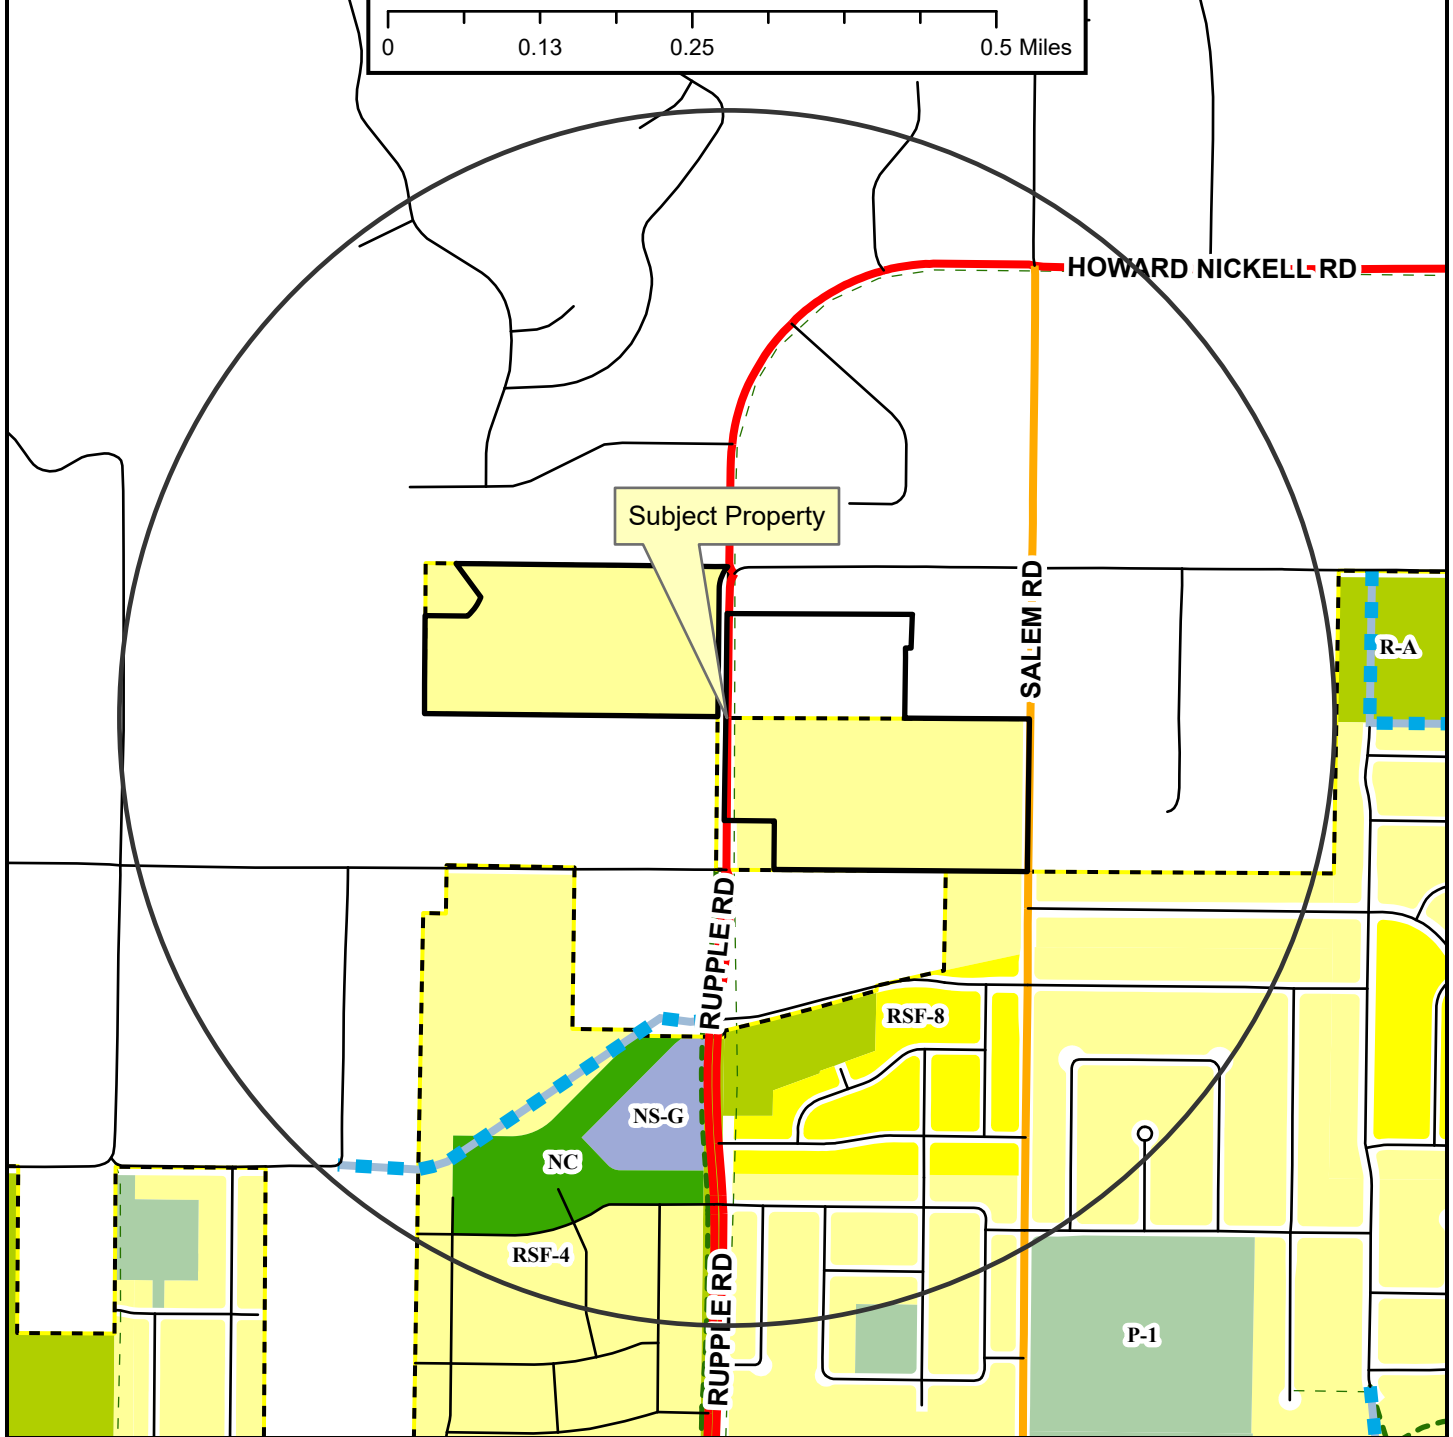 0 0.13 0.25 0.5 Miles
HOWARD NICKELL RD
Subject Property
SALEM RD
R-A
RUPPLE RD
RSF-8
NS-G
NC
RSF-4
RUPPLE RD
P-1